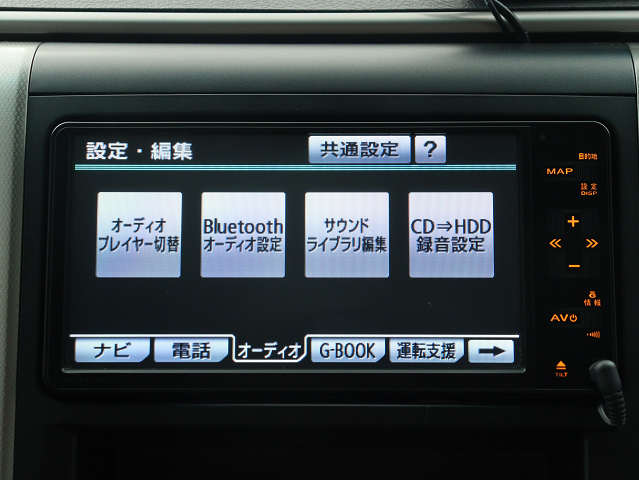 設定・編集 共通設定 ?
オーディオ
プレイヤー切替
Bluetooth
オーディオ設定
サウンド
ライブラリ編集
CD⇒HDD
録音設定
ナビ 電話 オーディオ G-BOOK 運転支援 →
目的地
MAP
設定
DISP
+
≪ ≫
−
情報
AV
TILT